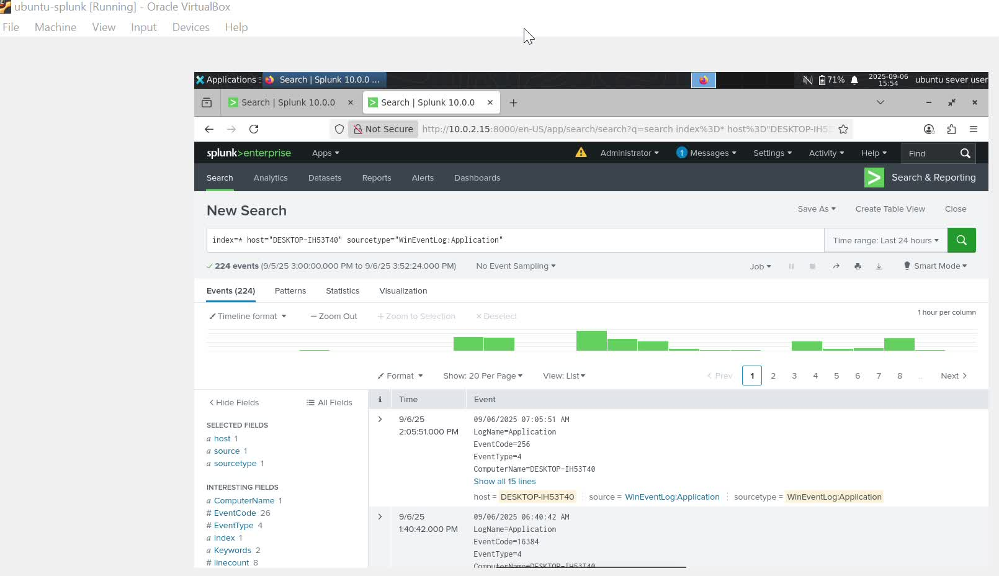 ubuntu-splunk [Running] - Oracle VirtualBox
File Machine View Input Devices Help
Applications Search | Splunk 10.0.0 ... 71% 2025-09-06 15:54 ubuntu sever user
Search | Splunk 10.0.0 Search | Splunk 10.0.0
Not Secure http://10.0.2.15:8000/en-US/app/search/search?q=search index%3D* host%3D"DESKTOP-IH53
splunk>enterprise Apps Administrator 1 Messages Settings Activity Help Find
Search Analytics Datasets Reports Alerts Dashboards Search & Reporting
New Search Save As Create Table View Close
index=* host="DESKTOP-IH53T40" sourcetype="WinEventLog:Application" Time range: Last 24 hours
224 events (9/5/25 3:00:00.000 PM to 9/6/25 3:52:24.000 PM) No Event Sampling Job Smart Mode
Events (224) Patterns Statistics Visualization
Timeline format — Zoom Out + Zoom to Selection × Deselect 1 hour per column
Format Show: 20 Per Page View: List < Prev 1 2 3 4 5 6 7 8 ... Next >
< Hide Fields All Fields i Time Event
SELECTED FIELDS
a host 1
a source 1
a sourcetype 1
INTERESTING FIELDS
a ComputerName 1
# EventCode 26
# EventType 4
a index 1
a Keywords 2
# linecount 8
> 9/6/25 2:05:51.000 PM
09/06/2025 07:05:51 AM
LogName=Application
EventCode=256
EventType=4
ComputerName=DESKTOP-IH53T40
Show all 15 lines
host = DESKTOP-IH53T40 source = WinEventLog:Application sourcetype = WinEventLog:Application
> 9/6/25 1:40:42.000 PM
09/06/2025 06:40:42 AM
LogName=Application
EventCode=16384
EventType=4
ComputerName=DESKTOP-IH53T40